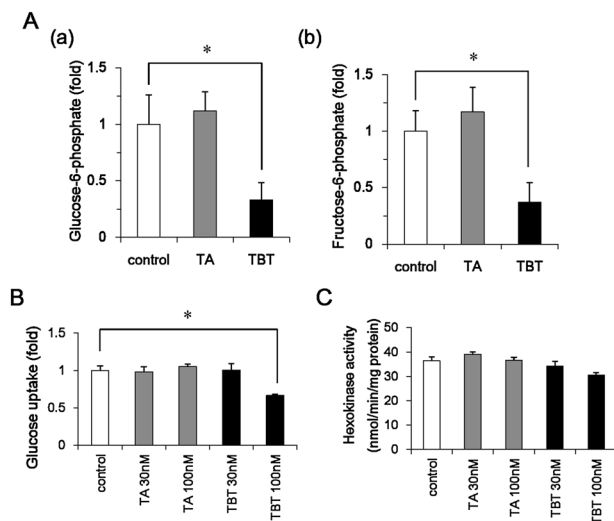 A
(a)
(b)
*
*
Glucose-6-phosphate (fold)
1.5
1
0.5
0
control TA TBT
Fructose-6-phosphate (fold)
1.5
1
0.5
0
control TA TBT
B
*
Glucose uptake (fold)
1.5
1
0.5
0
control
TA 30nM
TA 100nM
TBT 30nM
TBT 100nM
C
Hexokinase activity
(nmol/min/mg protein)
50
40
30
20
10
0
control
TA 30nM
TA 100nM
TBT 30nM
TBT 100nM